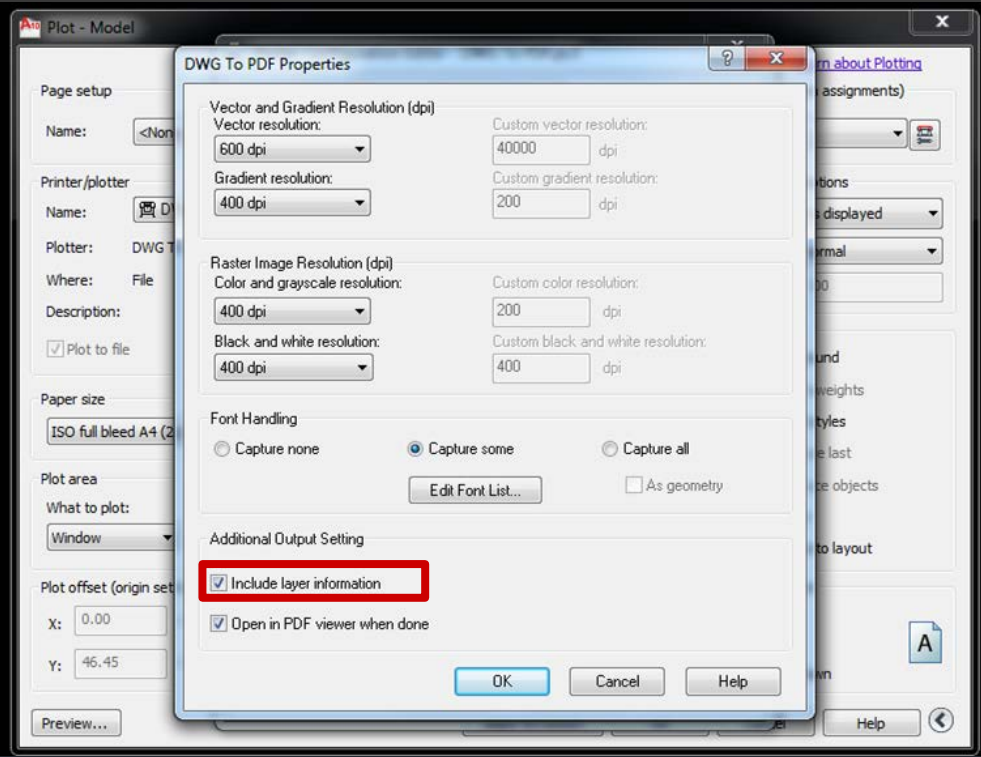 Plot - Model
DWG To PDF Properties
rn about Plotting
Page setup
assignments)
Name:
<Non
Printer/plotter
Name:
Plotter:
DWG T
Where:
File
Description:
Plot to file
Paper size
ISO full bleed A4 (2
Plot area
What to plot:
Window
Plot offset (origin set
X:
0.00
Y:
46.45
Preview...
Vector and Gradient Resolution (dpi)
Vector resolution:
Custom vector resolution:
600 dpi
40000
dpi
Gradient resolution:
Custom gradient resolution:
400 dpi
200
dpi
Raster Image Resolution (dpi)
Color and grayscale resolution:
Custom color resolution:
400 dpi
200
dpi
Black and white resolution:
Custom black and white resolution:
400 dpi
400
dpi
Font Handling
Capture none
Capture some
Capture all
Edit Font List...
As geometry
Additional Output Setting
Include layer information
Open in PDF viewer when done
OK
Cancel
Help
tions
displayed
rmal
und
weights
tyles
e last
ce objects
to layout
A
wn
Help